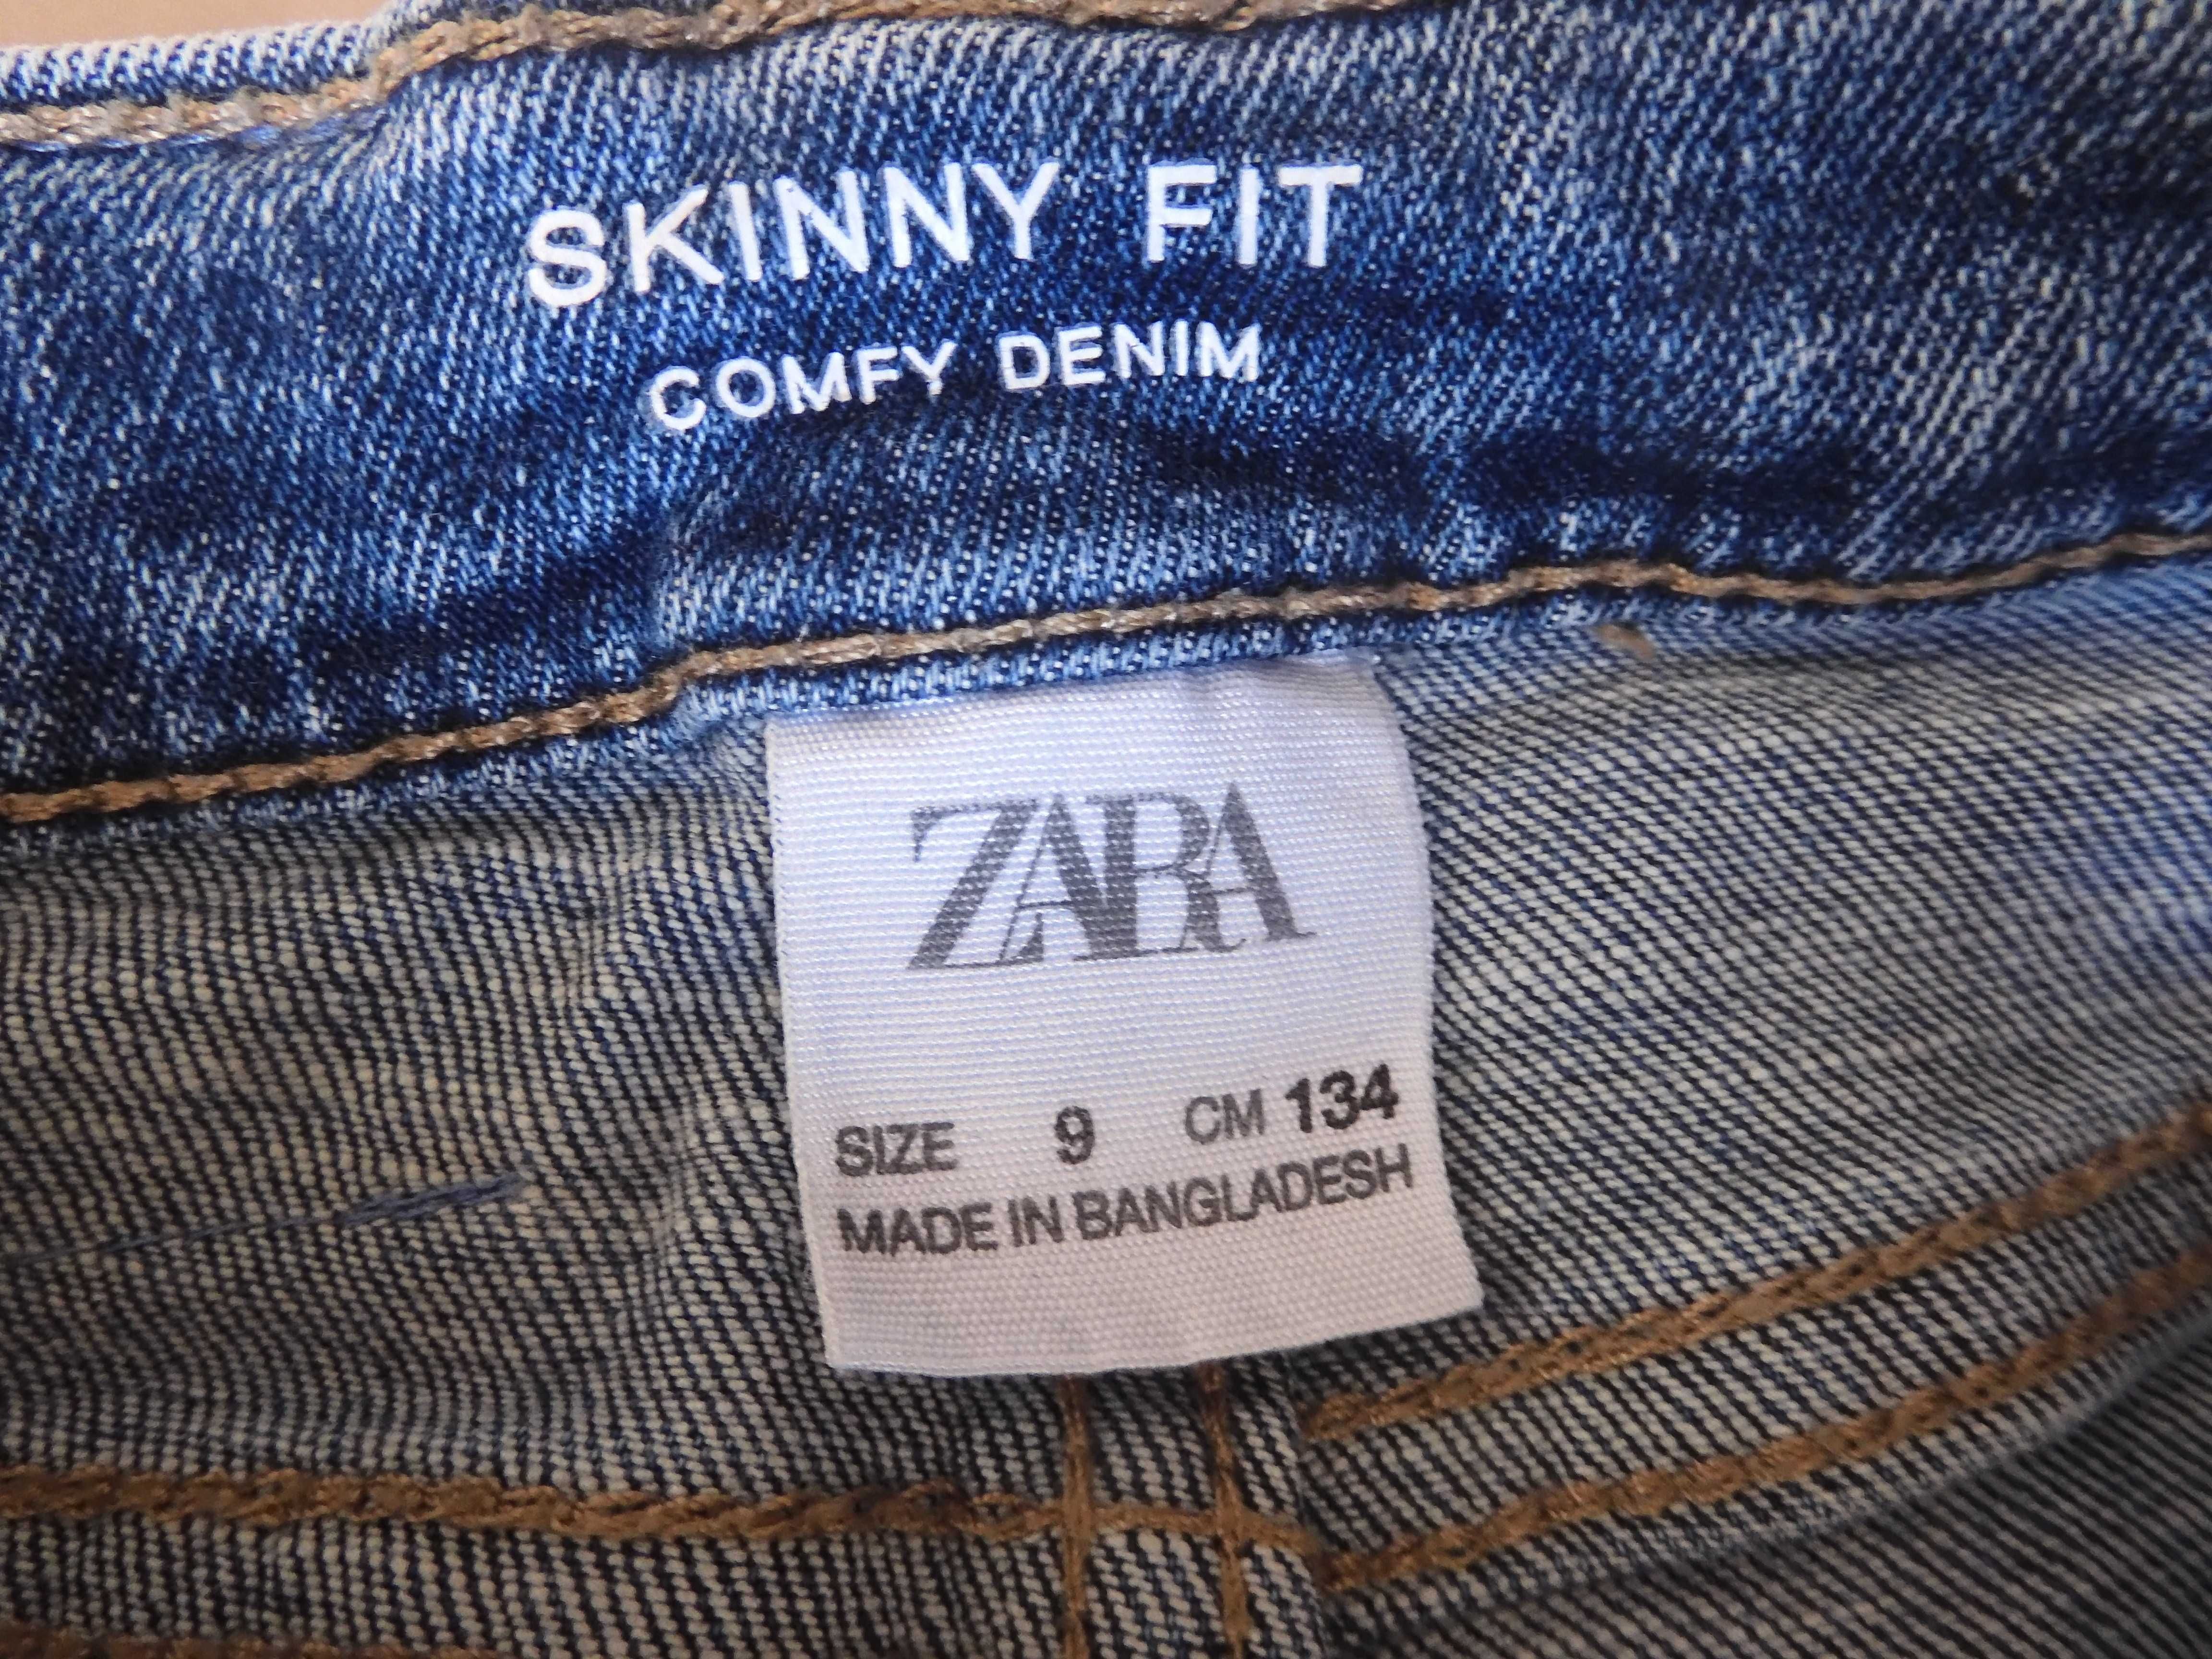 SKINNY FIT
COMFY DENIM
ZARA
SIZE 9 CM 134
MADE IN BANGLADESH